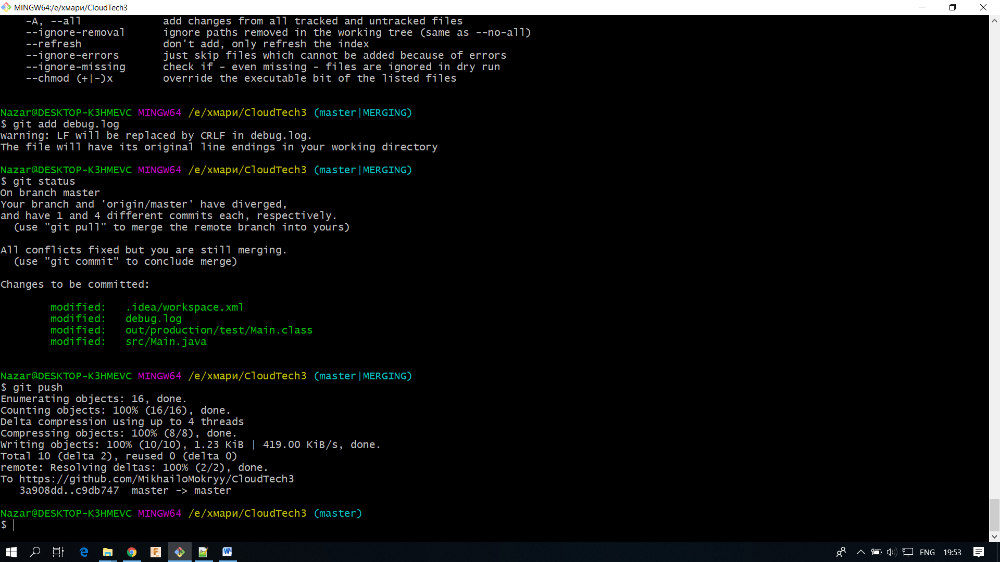 MINGW64:/e/хмари/CloudTech3
-A, --all             add changes from all tracked and untracked files
--ignore-removal      ignore paths removed in the working tree (same as --no-all)
--refresh             don't add, only refresh the index
--ignore-errors       just skip files which cannot be added because of errors
--ignore-missing      check if - even missing - files are ignored in dry run
--chmod (+|-)x        override the executable bit of the listed files
Nazar@DESKTOP-K3HMEVC MINGW64 /e/хмари/CloudTech3 (master|MERGING)
$ git add debug.log
warning: LF will be replaced by CRLF in debug.log.
The file will have its original line endings in your working directory
Nazar@DESKTOP-K3HMEVC MINGW64 /e/хмари/CloudTech3 (master|MERGING)
$ git status
On branch master
Your branch and 'origin/master' have diverged,
and have 1 and 4 different commits each, respectively.
(use "git pull" to merge the remote branch into yours)
All conflicts fixed but you are still merging.
(use "git commit" to conclude merge)
Changes to be committed:
modified:   .idea/workspace.xml
modified:   debug.log
modified:   out/production/test/Main.class
modified:   src/Main.java
Nazar@DESKTOP-K3HMEVC MINGW64 /e/хмари/CloudTech3 (master|MERGING)
$ git push
Enumerating objects: 16, done.
Counting objects: 100% (16/16), done.
Delta compression using up to 4 threads
Compressing objects: 100% (8/8), done.
Writing objects: 100% (10/10), 1.23 KiB | 419.00 KiB/s, done.
Total 10 (delta 2), reused 0 (delta 0)
remote: Resolving deltas: 100% (2/2), done.
To https://github.com/MikhailoMokryy/CloudTech3
3a908dd..c9db747  master -> master
Nazar@DESKTOP-K3HMEVC MINGW64 /e/хмари/CloudTech3 (master)
$
ENG 19:53